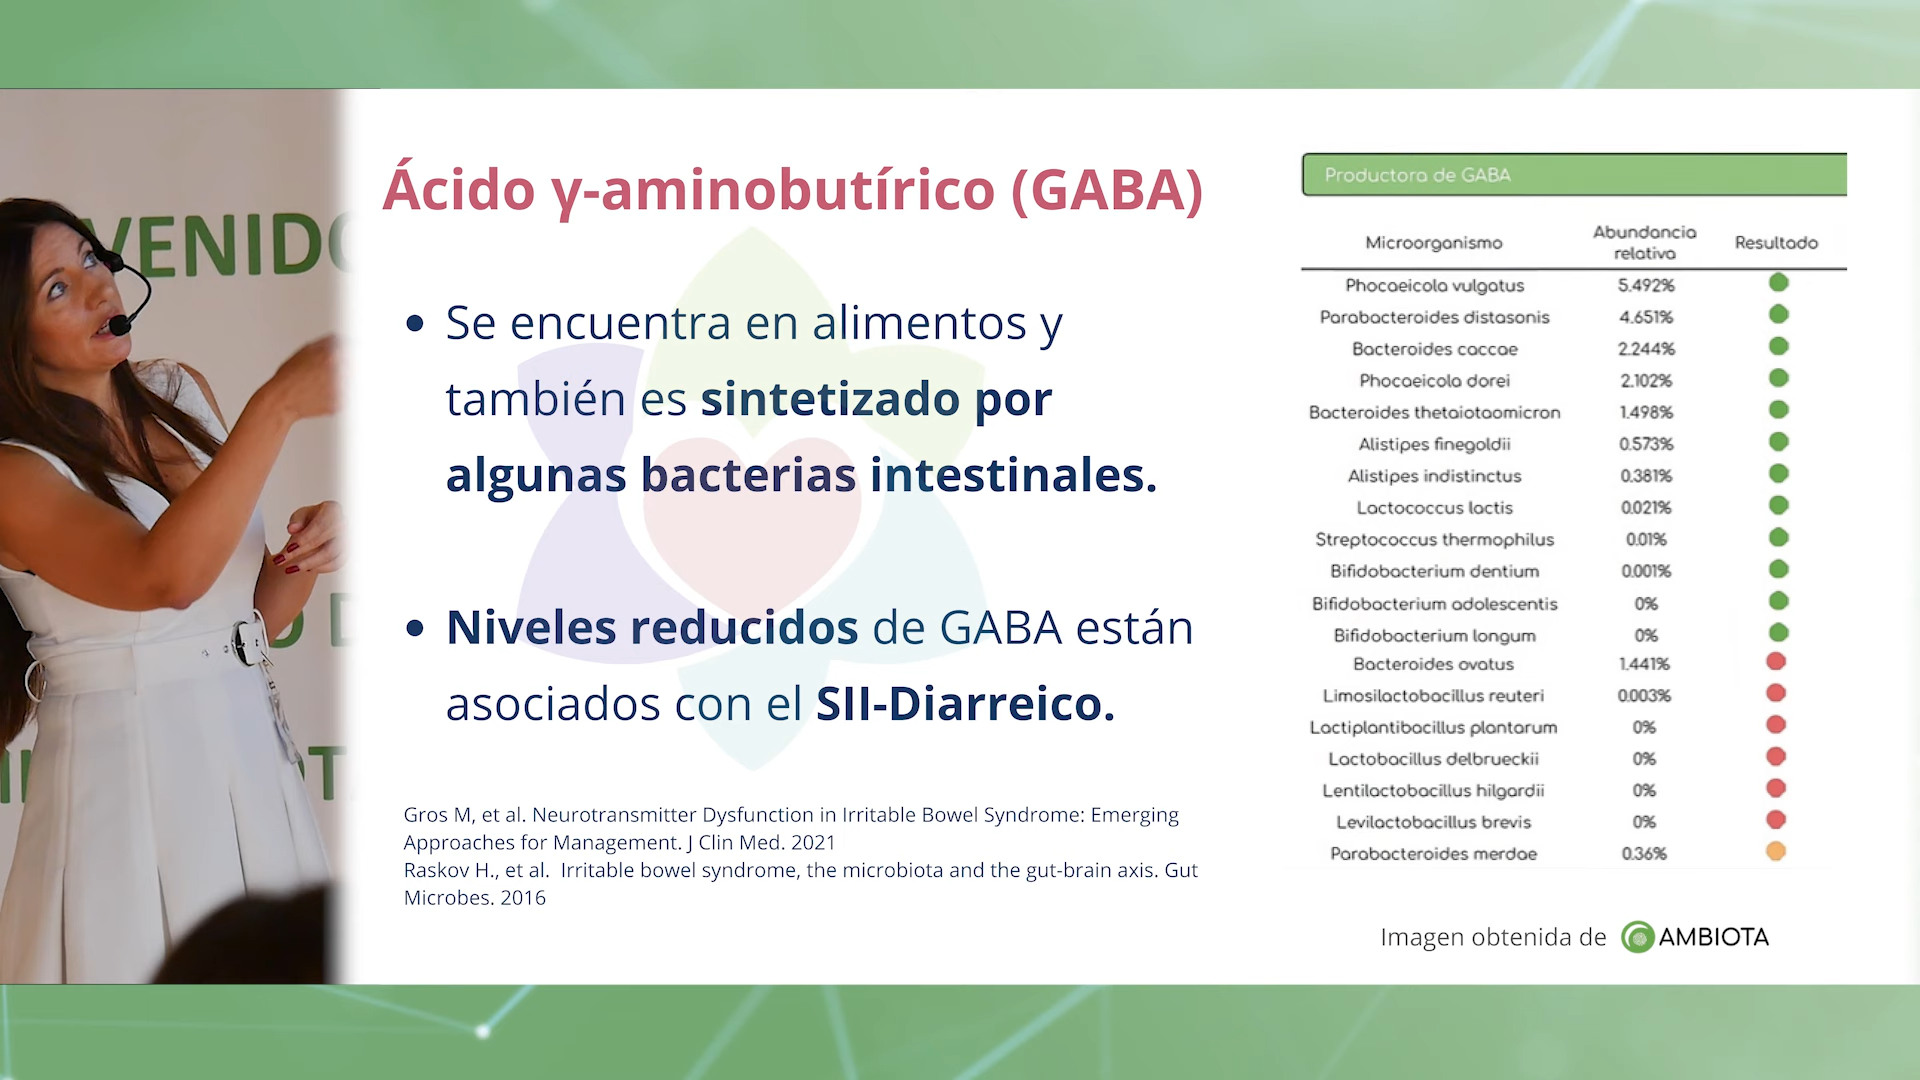 VENIDO
Ácido γ-aminobutírico (GABA)
• Se encuentra en alimentos y
también es sintetizado por
algunas bacterias intestinales.
• Niveles reducidos de GABA están
asociados con el SII-Diarreico.
Gros M, et al. Neurotransmitter Dysfunction in Irritable Bowel Syndrome: Emerging
Approaches for Management. J Clin Med. 2021
Raskov H., et al. Irritable bowel syndrome, the microbiota and the gut-brain axis. Gut
Microbes. 2016
Productora de GABA
Microorganismo Abundancia relativa Resultado
Phocaeicola vulgatus 5.492%
Parabacteroides distasonis 4.651%
Bacteroides caccae 2.244%
Phocaeicola dorei 2.102%
Bacteroides thetaiotaomicron 1.498%
Alistipes finegoldii 0.573%
Alistipes indistinctus 0.381%
Lactococcus lactis 0.021%
Streptococcus thermophilus 0.01%
Bifidobacterium dentium 0.001%
Bifidobacterium adolescentis 0%
Bifidobacterium longum 0%
Bacteroides ovatus 1.441%
Limosilactobacillus reuteri 0.003%
Lactiplantibacillus plantarum 0%
Lactobacillus delbrueckii 0%
Lentilactobacillus hilgardii 0%
Levilactobacillus brevis 0%
Parabacteroides merdae 0.36%
Imagen obtenida de AMBIOTA